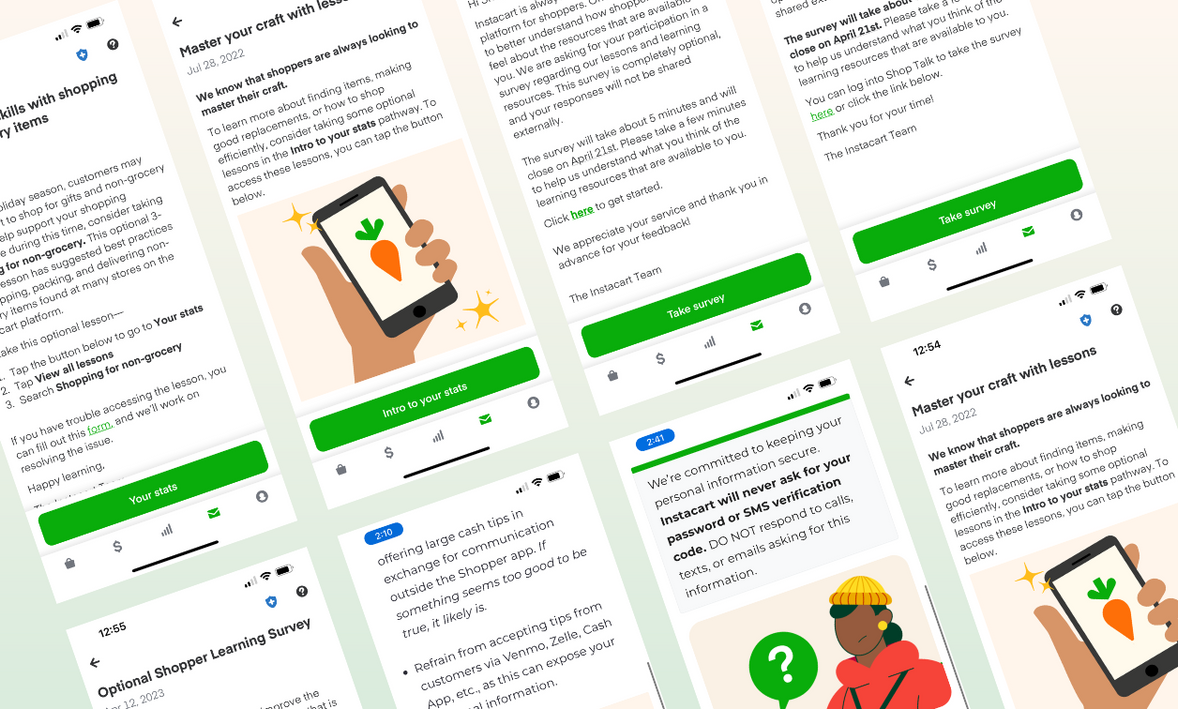 kills with shopping
ry items
oliday season, customers may
t to shop for gifts and non-grocery
elp support your shopping
e during this time, consider taking
g for non-grocery. This optional 3-
esson has suggested best practices
pping, packing, and delivering non-
ry items found at many stores on the
cart platform.
ake this optional lesson—
1. Tap the button below to go to Your stats
2. Tap View all lessons
3. Search Shopping for non-grocery
If you have trouble accessing the lesson, you
can fill out this form, and we'll work on
resolving the issue.
Happy learning,
Your stats
Master your craft with lessons
Jul 28, 2022
We know that shoppers are always looking to
master their craft.
To learn more about finding items, making
good replacements, or how to shop
efficiently, consider taking some optional
lessons in the Intro to your stats pathway. To
access these lessons, you can tap the button
below.
Intro to your stats
Instacart is alway
platform for shoppers. On
to better understand how shopp
feel about the resources that are availab
you. We are asking for your participation in a
survey regarding our lessons and learning
resources. This survey is completely optional,
and your responses will not be shared
externally.
The survey will take about 5 minutes and will
close on April 21st. Please take a few minutes
to help us understand what you think of the
learning resources that are available to you.
Click here to get started.
We appreciate your service and thank you in
advance for your feedback!
The Instacart Team
Take survey
shared ex
The survey will take about
close on April 21st. Please take a fe
to help us understand what you think of the
learning resources that are available to you.
You can log into Shop Talk to take the survey
here or click the link below.
Thank you for your time!
The Instacart Team
Take survey
12:55
Optional Shopper Learning Survey
Apr 12, 2023
improve the
that is
2:10
offering large cash tips in
exchange for communication
outside the Shopper app. If
something seems too good to be
true, it likely is.
• Refrain from accepting tips from
customers via Venmo, Zelle, Cash
App, etc., as this can expose your
al information.
2:41
We're committed to keeping your
personal information secure.
Instacart will never ask for your
password or SMS verification
code. DO NOT respond to calls,
texts, or emails asking for this
information.
?
12:54
Master your craft with lessons
Jul 28, 2022
We know that shoppers are always looking to
master their craft.
To learn more about finding items, making
good replacements, or how to shop
efficiently, consider taking some optional
lessons in the Intro to your stats pathway. To
access these lessons, you can tap the button
below.